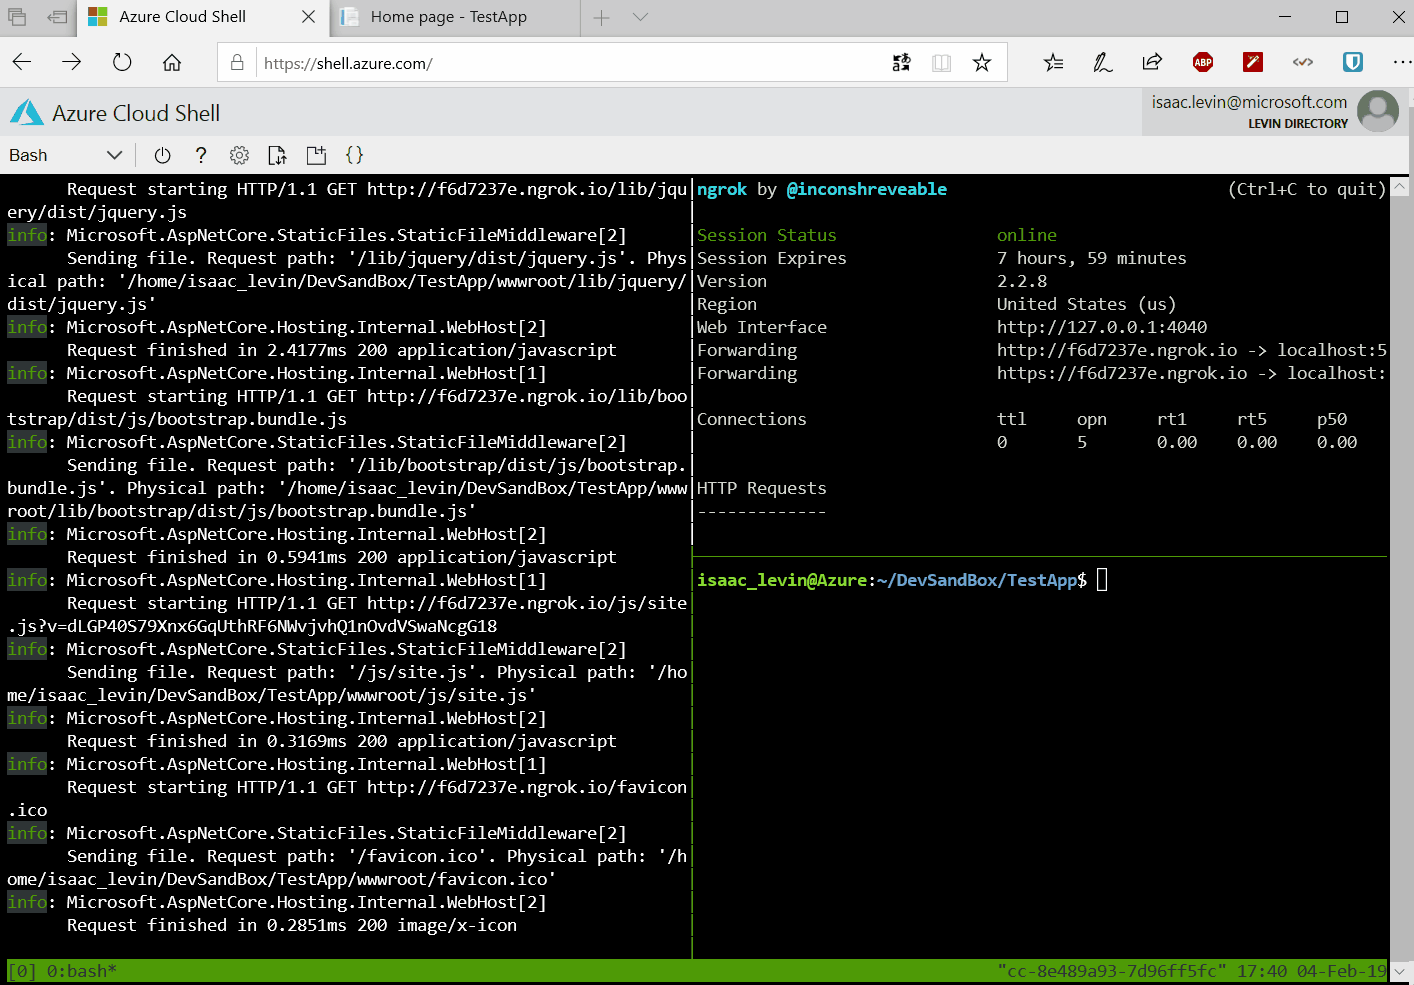 Azure Cloud Shell
Home page - TestApp
https://shell.azure.com/
ABP
Azure Cloud Shell
isaac.levin@microsoft.com
LEVIN DIRECTORY
Bash
Request starting HTTP/1.1 GET http://f6d7237e.ngrok.io/lib/jqu
ery/dist/jquery.js
info: Microsoft.AspNetCore.StaticFiles.StaticFileMiddleware[2]
Sending file. Request path: '/lib/jquery/dist/jquery.js'. Phys
ical path: '/home/isaac_levin/DevSandBox/TestApp/wwwroot/lib/jquery/
dist/jquery.js'
info: Microsoft.AspNetCore.Hosting.Internal.WebHost[2]
Request finished in 2.4177ms 200 application/javascript
info: Microsoft.AspNetCore.Hosting.Internal.WebHost[1]
Request starting HTTP/1.1 GET http://f6d7237e.ngrok.io/lib/boo
tstrap/dist/js/bootstrap.bundle.js
info: Microsoft.AspNetCore.StaticFiles.StaticFileMiddleware[2]
Sending file. Request path: '/lib/bootstrap/dist/js/bootstrap.
bundle.js'. Physical path: '/home/isaac_levin/DevSandBox/TestApp/www
root/lib/bootstrap/dist/js/bootstrap.bundle.js'
info: Microsoft.AspNetCore.Hosting.Internal.WebHost[2]
Request finished in 0.5941ms 200 application/javascript
info: Microsoft.AspNetCore.Hosting.Internal.WebHost[1]
Request starting HTTP/1.1 GET http://f6d7237e.ngrok.io/js/site
.js?v=dLGP40S79Xnx6GqUthRF6NWvjvhQ1nOvdVSwaNcgG18
info: Microsoft.AspNetCore.StaticFiles.StaticFileMiddleware[2]
Sending file. Request path: '/js/site.js'. Physical path: '/ho
me/isaac_levin/DevSandBox/TestApp/wwwroot/js/site.js'
info: Microsoft.AspNetCore.Hosting.Internal.WebHost[2]
Request finished in 0.3169ms 200 application/javascript
info: Microsoft.AspNetCore.Hosting.Internal.WebHost[1]
Request starting HTTP/1.1 GET http://f6d7237e.ngrok.io/favicon
.ico
info: Microsoft.AspNetCore.StaticFiles.StaticFileMiddleware[2]
Sending file. Request path: '/favicon.ico'. Physical path: '/h
ome/isaac_levin/DevSandBox/TestApp/wwwroot/favicon.ico'
info: Microsoft.AspNetCore.Hosting.Internal.WebHost[2]
Request finished in 0.2851ms 200 image/x-icon
ngrok by @inconshreveable (Ctrl+C to quit)
Session Status online
Session Expires 7 hours, 59 minutes
Version 2.2.8
Region United States (us)
Web Interface http://127.0.0.1:4040
Forwarding http://f6d7237e.ngrok.io -> localhost:5
Forwarding https://f6d7237e.ngrok.io -> localhost:
Connections ttl opn rt1 rt5 p50
0 5 0.00 0.00 0.00
HTTP Requests
-------------
isaac_levin@Azure:~/DevSandBox/TestApp$
[0] 0:bash* "cc-8e489a93-7d96ff5fc" 17:40 04-Feb-19